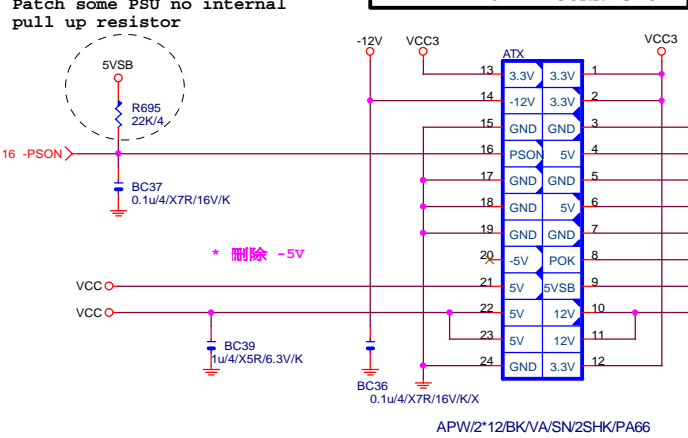 Patch some PSU no internal
pull up resistor
5VSB
R695
22K/4
16 -PSON
BC37
0.1u/4/X7R/16V/K
* 删除 -5V
VCC
VCC
BC39
1u/4/X5R/6.3V/K
-12V
VCC3
VCC3
ATX
13 3.3V 3.3V 1
14 -12V 3.3V 2
15 GND GND 3
16 PSON 5V 4
17 GND GND 5
18 GND 5V 6
19 GND GND 7
20 -5V POK 8
21 5V 5VSB 9
22 5V 12V 10
23 5V 12V 11
24 GND 3.3V 12
BC36
0.1u/4/X7R/16V/K/X
APW/2*12/BK/VA/SN/2SHK/PA66